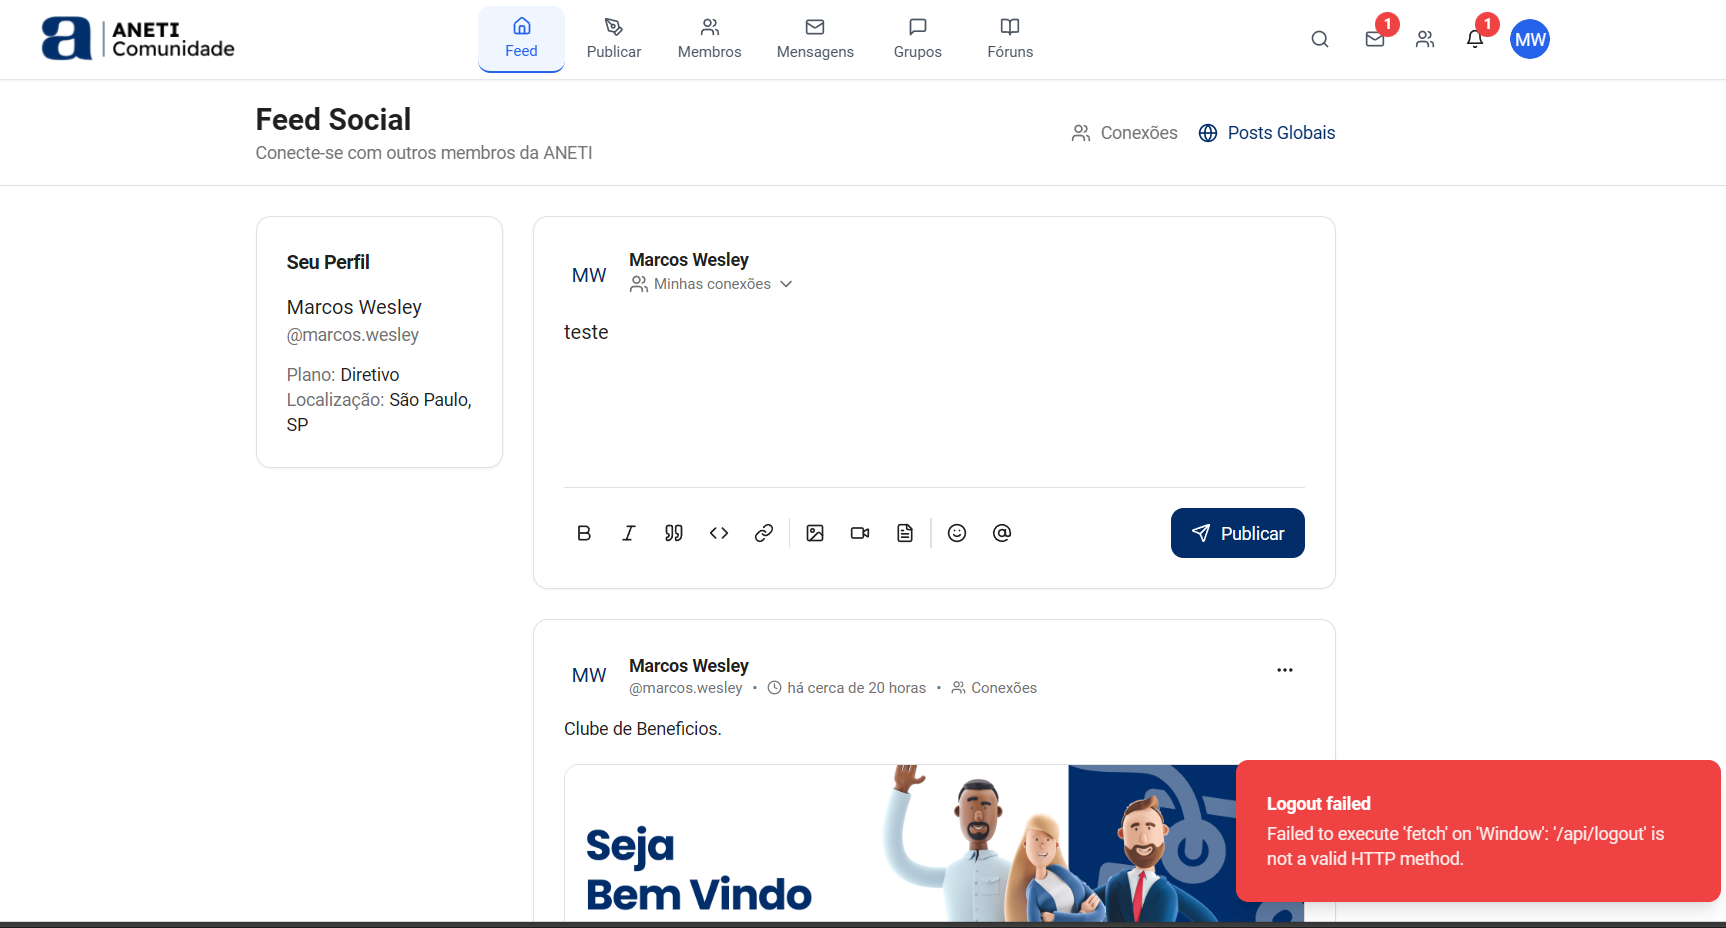 ANETI
Comunidade
Feed
Publicar
Membros
Mensagens
Grupos
Fóruns
1
1
MW
Feed Social
Conecte-se com outros membros da ANETI
Conexões
Posts Globais
Seu Perfil
Marcos Wesley
@marcos.wesley
Plano: Diretivo
Localização: São Paulo,
SP
MW
Marcos Wesley
Minhas conexões
teste
Publicar
MW
Marcos Wesley
@marcos.wesley • há cerca de 20 horas • Conexões
Clube de Beneficios.
Seja
Bem Vindo
Logout failed
Failed to execute 'fetch' on 'Window': '/api/logout' is
not a valid HTTP method.